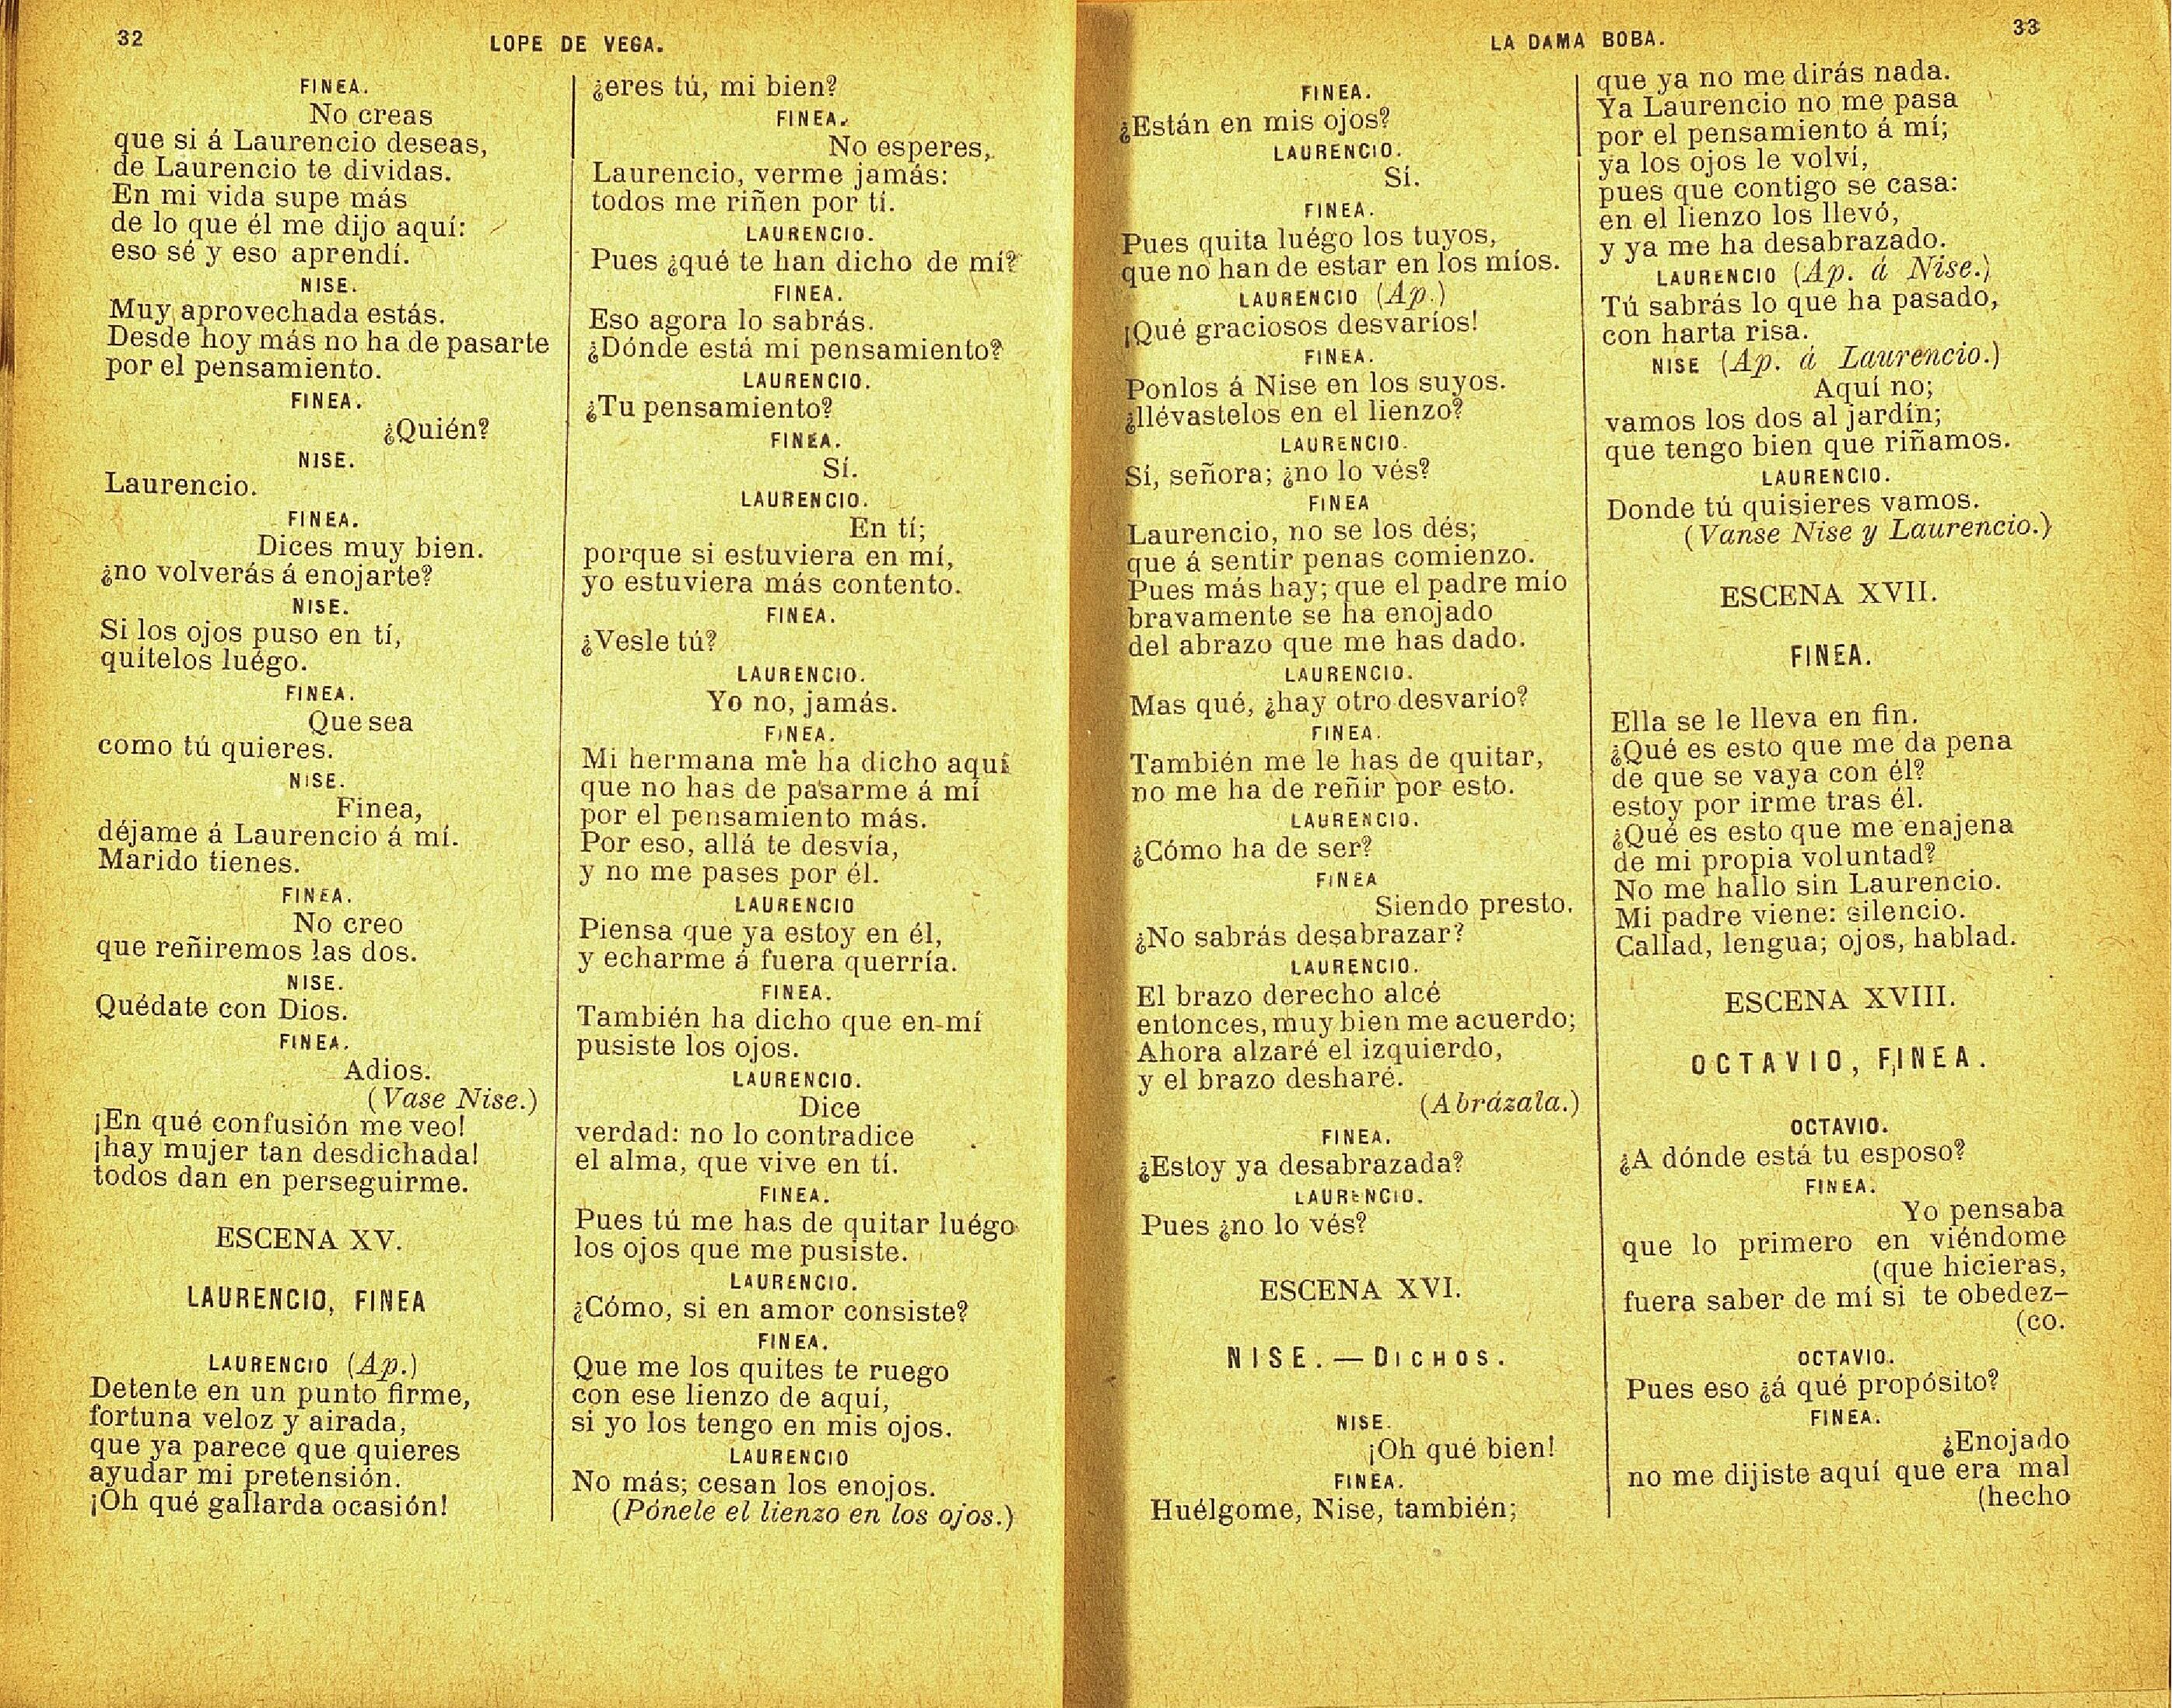 32
LOPE DE VEGA.
FINEA.
No creas
que si á Laurencio deseas,
de Laurencio te dividas.
En mi vida supe más
de lo que él me dijo aquí:
eso sé y eso aprendí.
NISE.
Muy aprovechada estás.
Desde hoy más no ha de pasarte
por el pensamiento.
FINEA.
¿Quién?
NISE.
Laurencio.
FINEA.
Dices muy bien.
¿no volverás á enojarte?
NISE.
Si los ojos puso en tí,
quítelos luégo.
FINEA.
Que sea
como tú quieres.
NISE.
Finea,
déjame á Laurencio á mí.
Marido tienes.
FINEA.
No creo
que reñiremos las dos.
NISE.
Quédate con Dios.
FINEA.
Adios.
(Vase Nise.)
¡En qué confusión me veo!
¡hay mujer tan desdichada!
todos dan en perseguirme.
ESCENA XV.
LAURENCIO, FINEA
LAURENCIO (Ap.)
Detente en un punto firme,
fortuna veloz y airada,
que ya parece que quieres
ayudar mi pretensión.
¡Oh qué gallarda ocasión!
¿eres tú, mi bien?
FINEA.
No esperes,
Laurencio, verme jamás:
todos me riñen por tí.
LAURENCIO.
Pues ¿qué te han dicho de mí?
FINEA.
Eso agora lo sabrás.
¿Dónde está mi pensamiento?
LAURENCIO.
¿Tu pensamiento?
FINEA.
Sí.
LAURENCIO.
En tí;
porque si estuviera en mí,
yo estuviera más contento.
FINEA.
¿Vesle tú?
LAURENCIO.
Yo no, jamás.
FINEA.
Mi hermana me ha dicho aquí
que no has de pasarme á mí
por el pensamiento más.
Por eso, allá te desvía,
y no me pases por él.
LAURENCIO
Piensa que ya estoy en él,
y echarme á fuera querría.
FINEA.
También ha dicho que en mí
pusiste los ojos.
LAURENCIO.
Dice
verdad: no lo contradice
el alma, que vive en tí.
FINEA.
Pues tú me has de quitar luégo
los ojos que me pusiste.
LAURENCIO.
¿Cómo, si en amor consiste?
FINEA.
Que me los quites te ruego
con ese lienzo de aquí,
si yo los tengo en mis ojos.
LAURENCIO
No más; cesan los enojos.
(Pónele el lienzo en los ojos.)
LA DAMA BOBA.
33
FINEA.
¿Están en mis ojos?
LAURENCIO.
Sí.
FINEA.
Pues quita luégo los tuyos,
que no han de estar en los míos.
LAURENCIO (Ap.)
¡Qué graciosos desvaríos!
FINEA.
Ponlos á Nise en los suyos.
¿llévastelos en el lienzo?
LAURENCIO.
Sí, señora; ¿no lo vés?
FINEA
Laurencio, no se los dés;
que á sentir penas comienzo.
Pues más hay; que el padre mío
bravamente se ha enojado
del abrazo que me has dado.
LAURENCIO.
Mas qué, ¿hay otro desvarío?
FINEA.
También me le has de quitar,
no me ha de reñir por esto.
LAURENCIO.
¿Cómo ha de ser?
FINEA
Siendo presto.
¿No sabrás desabrazar?
LAURENCIO.
El brazo derecho alcé
entonces, muy bien me acuerdo;
Ahora alzaré el izquierdo,
y el brazo desharé.
(Abrázala.)
FINEA.
¿Estoy ya desabrazada?
LAURENCIO.
Pues ¿no lo vés?
ESCENA XVI.
NISE.—DICHOS.
NISE.
¡Oh qué bien!
FINEA.
Huélgome, Nise, también;
que ya no me dirás nada.
Ya Laurencio no me pasa
por el pensamiento á mí;
ya los ojos le volví,
pues que contigo se casa:
en el lienzo los llevó,
y ya me ha desabrazado.
LAURENCIO (Ap. á Nise.)
Tú sabrás lo que ha pasado,
con harta risa.
NISE (Ap. á Laurencio.)
Aquí no;
vamos los dos al jardín;
que tengo bien que riñamos.
LAURENCIO.
Donde tú quisieres vamos.
(Vanse Nise y Laurencio.)
ESCENA XVII.
FINEA.
Ella se le lleva en fin.
¿Qué es esto que me da pena
de que se vaya con él?
estoy por irme tras él.
¿Qué es esto que me enajena
de mi propia voluntad?
No me hallo sin Laurencio.
Mi padre viene: silencio.
Callad, lengua; ojos, hablad.
ESCENA XVIII.
OCTAVIO, FINEA.
OCTAVIO.
¿A dónde está tu esposo?
FINEA.
Yo pensaba
que lo primero en viéndome
(que hicieras,
fuera saber de mí si te obedez-
(co.
OCTAVIO.
Pues eso ¿á qué propósito?
FINEA.
¿Enojado
no me dijiste aquí que era mal
(hecho